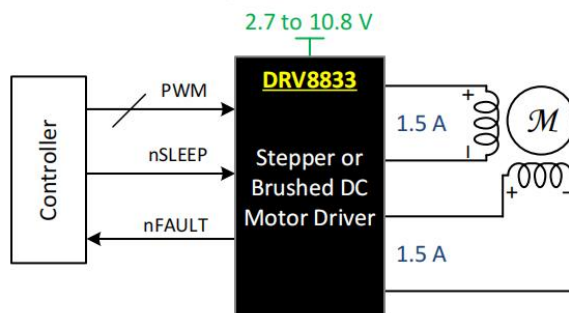 2.7 to 10.8 V
Controller
PWM
nSLEEP
nFAULT
DRV8833
Stepper or
Brushed DC
Motor Driver
1.5 A
1.5 A
+
−
M
+
−